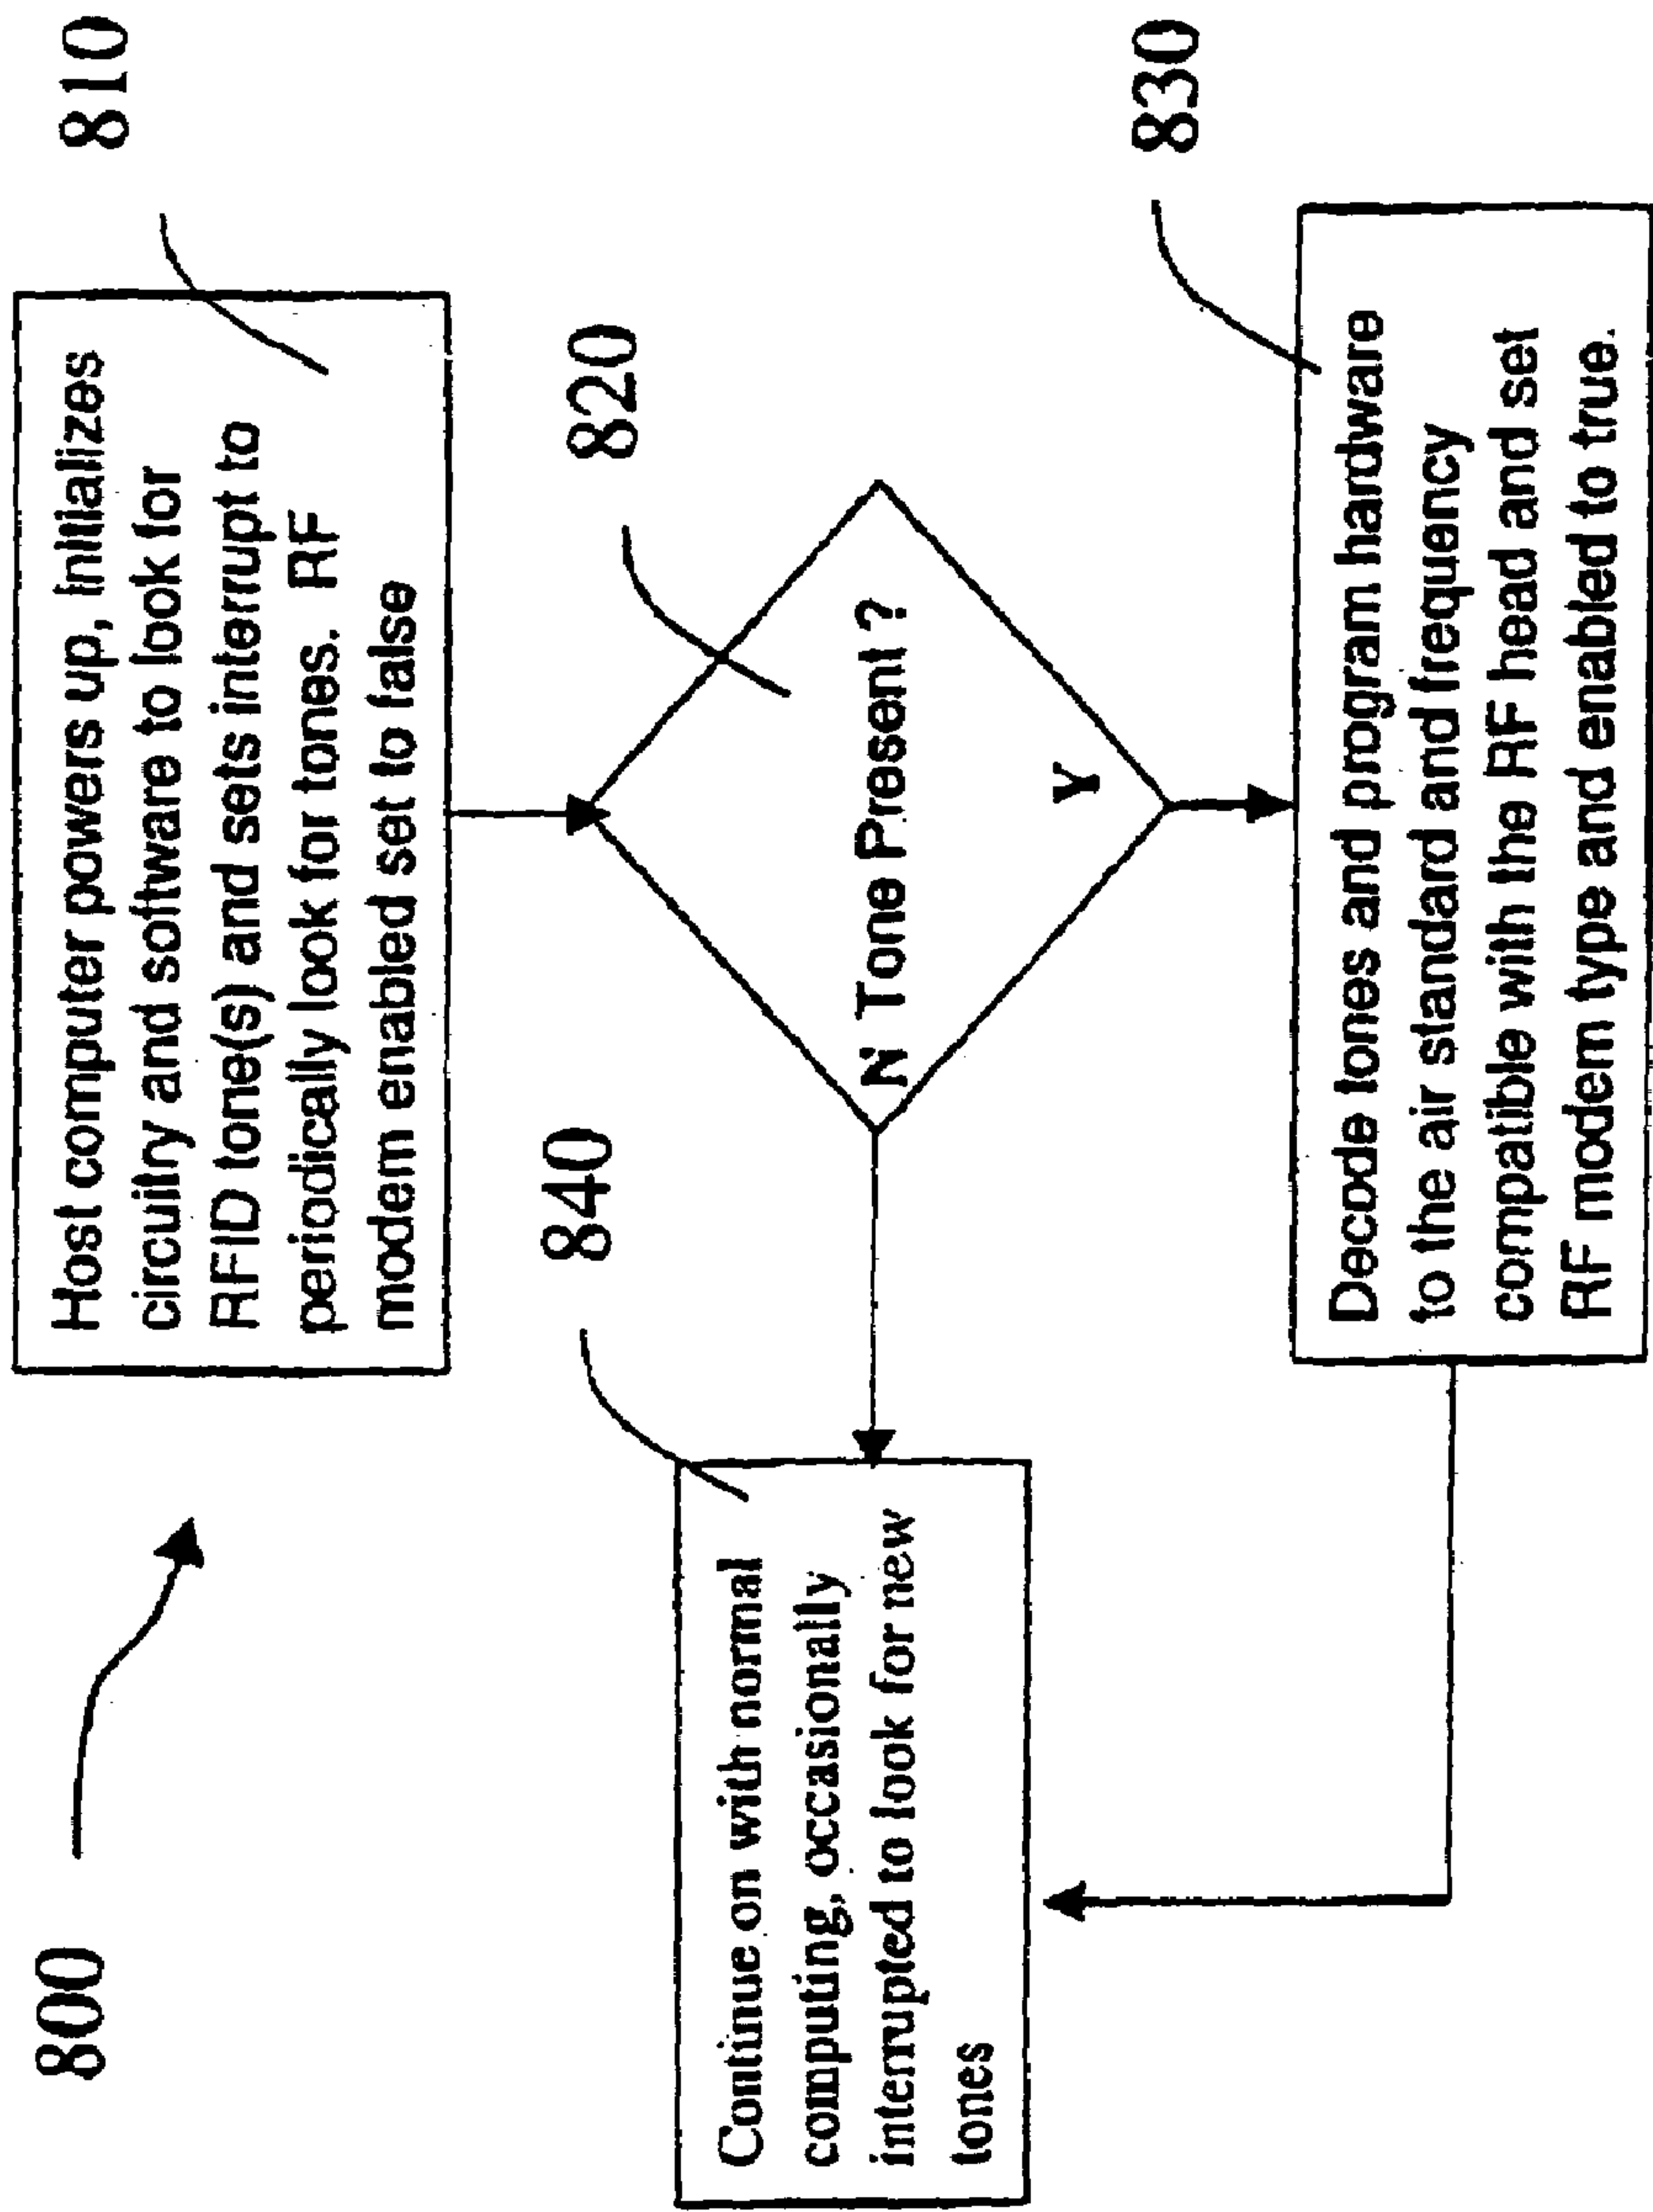 800
810
Host computer powers up, initializes
circuitry and software to look for
RFID tone(s) and sets interrupt to
periodically look for tones. RF
modem enabled set to false
820
N Tone Present ?
Y
840
Continue on with normal
computing, occasionally
interrupted to look for new
tones
830
Decode tones and program hardware
to the air standard and frequency
compatible with the RF head and set
RF modem type and enabled to true.